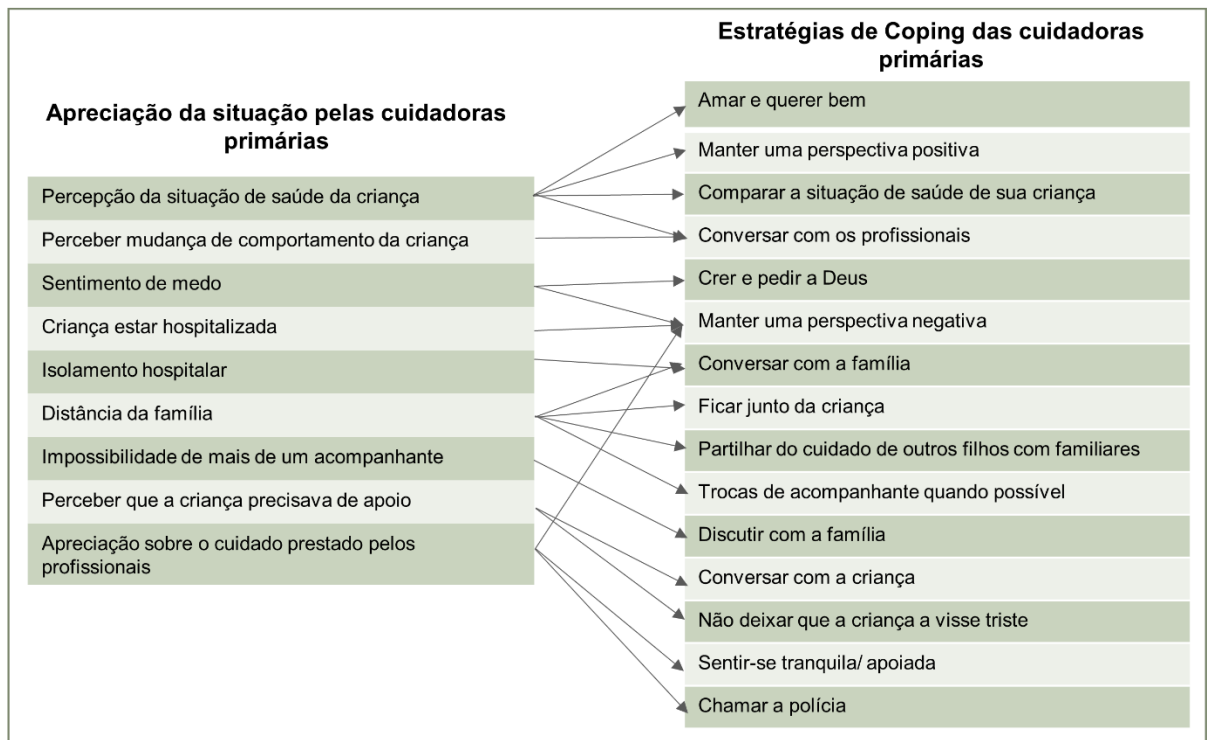 Apreciação da situação pelas cuidadoras
primárias
Percepção da situação de saúde da criança
Perceber mudança de comportamento da criança
Sentimento de medo
Criança estar hospitalizada
Isolamento hospitalar
Distância da família
Impossibilidade de mais de um acompanhante
Perceber que a criança precisava de apoio
Apreciação sobre o cuidado prestado pelos
profissionais
Estratégias de Coping das cuidadoras
primárias
Amar e querer bem
Manter uma perspectiva positiva
Comparar a situação de saúde de sua criança
Conversar com os profissionais
Crer e pedir a Deus
Manter uma perspectiva negativa
Conversar com a família
Ficar junto da criança
Partilhar do cuidado de outros filhos com familiares
Trocas de acompanhante quando possível
Discutir com a família
Conversar com a criança
Não deixar que a criança a visse triste
Sentir-se tranquila/ apoiada
Chamar a polícia